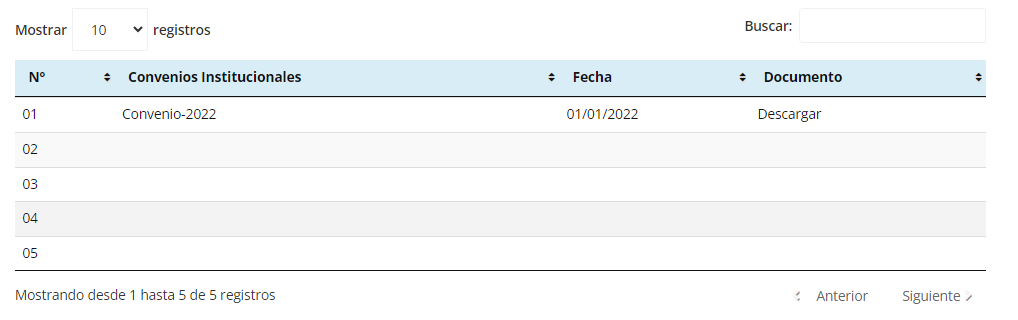 Mostrar 10 registros Buscar:
Nº Convenios Institucionales Fecha Documento
01 Convenio-2022 01/01/2022 Descargar
02
03
04
05
Mostrando desde 1 hasta 5 de 5 registros Anterior Siguiente